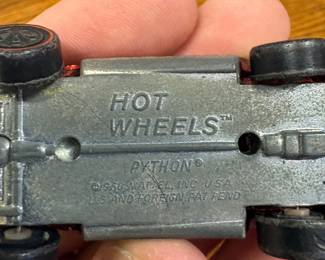 HOT
WHEELS™
PYTHON®
MATTEL, INC. U.S.A.
AND FOREIGN PAT PEND